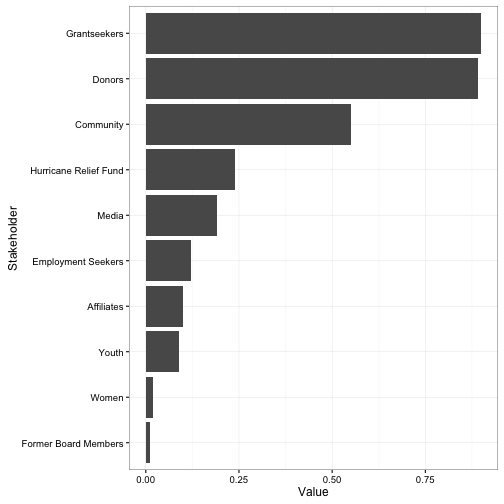 Grantseekers
Donors
Community
Hurricane Relief Fund
Media
Employment Seekers
Affiliates
Youth
Women
Former Board Members
Stakeholder
0.00 0.25 0.50 0.75
Value